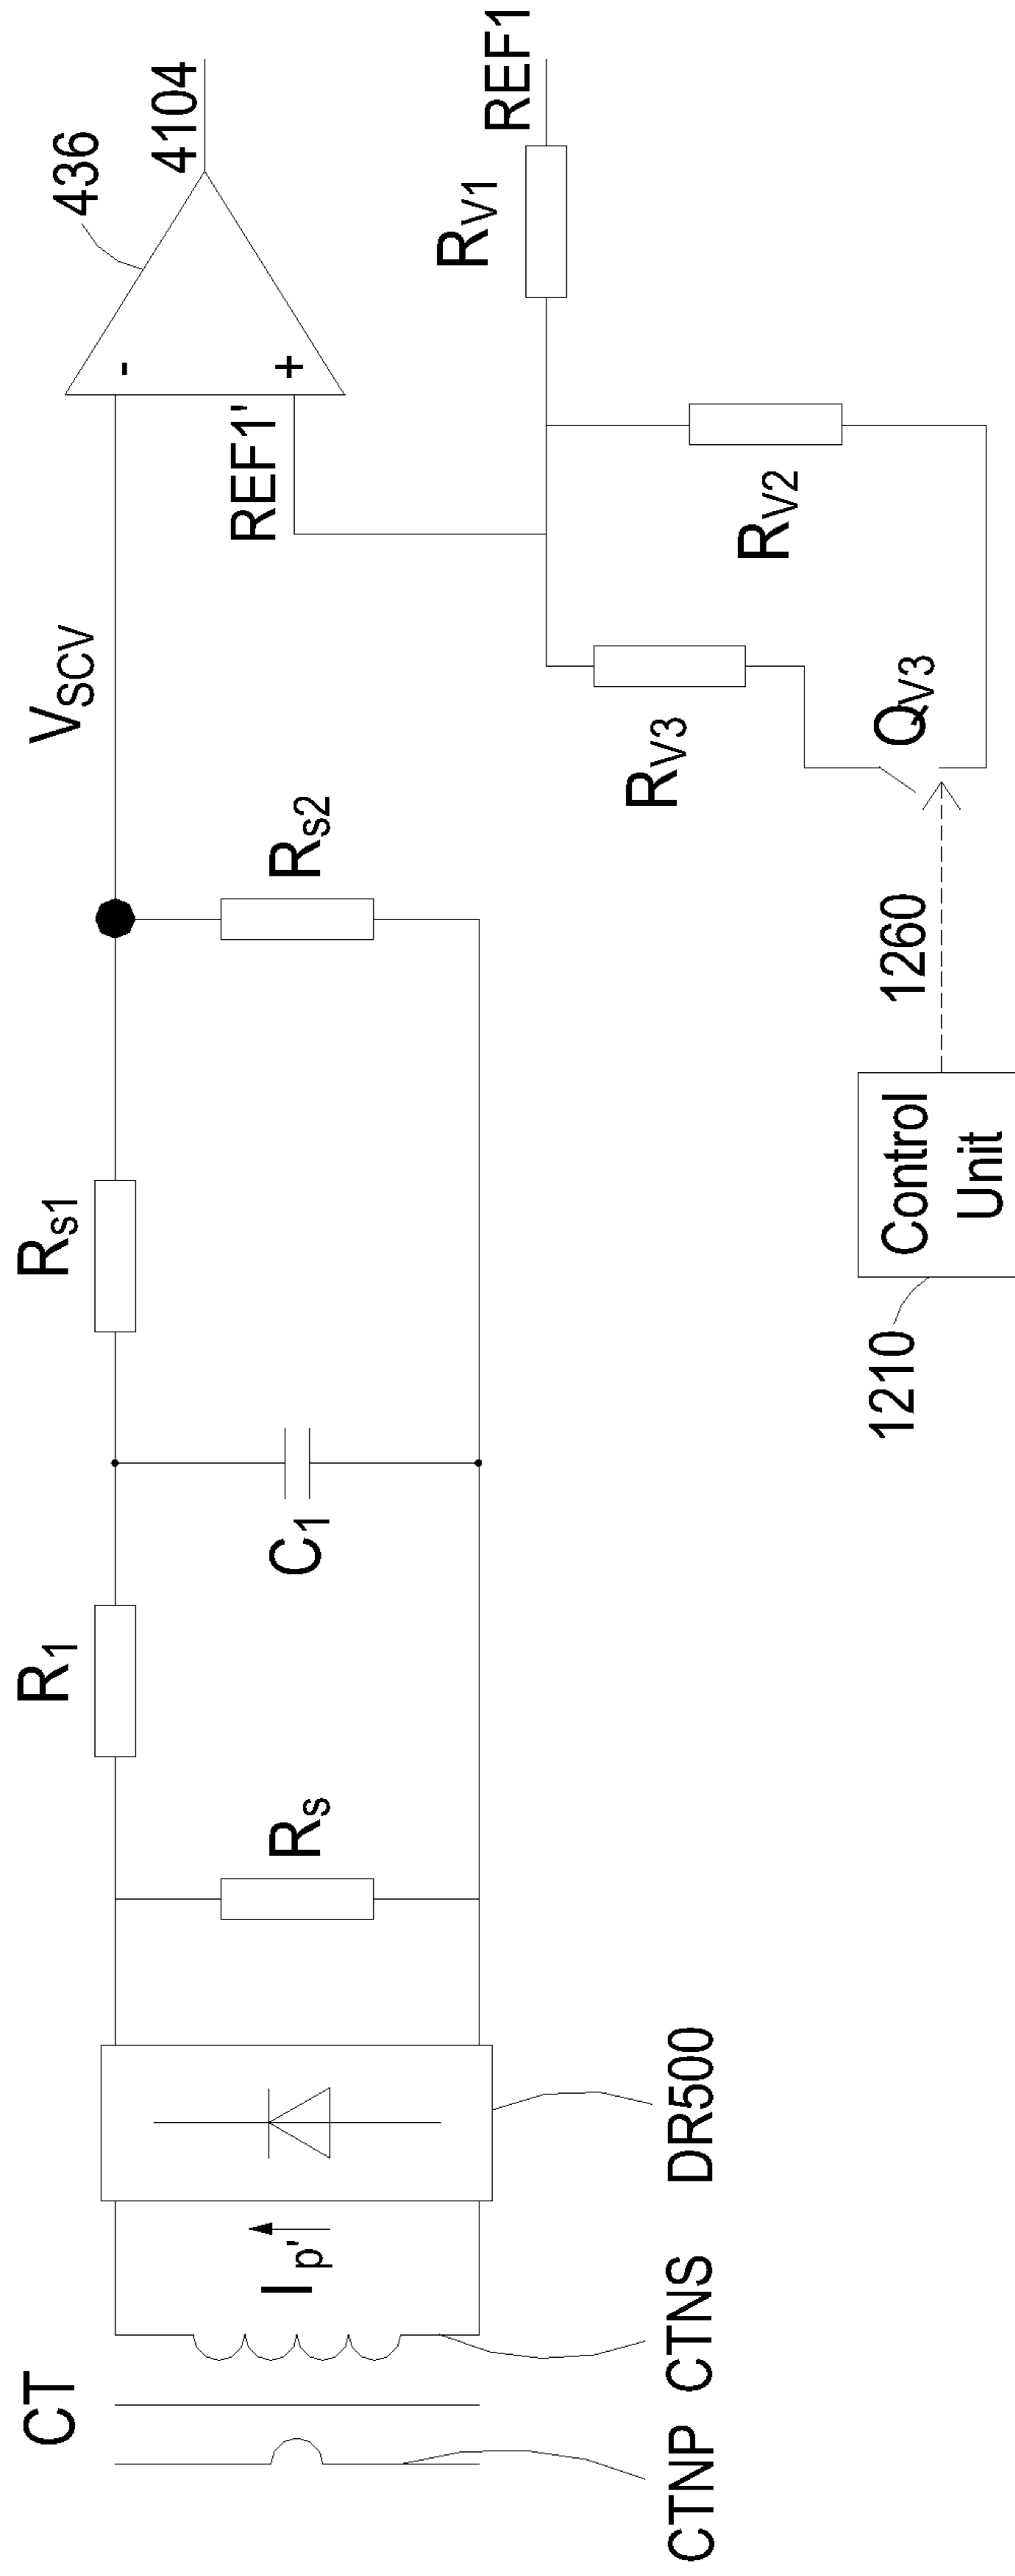 CT
CTNP
CTNS
Ip'
DR500
Rs
R1
C1
Rs1
Rs2
VSCV
436
-
+
4104
REF1'
REF1
RV1
RV2
RV3
QV3
1260
Control
Unit
1210